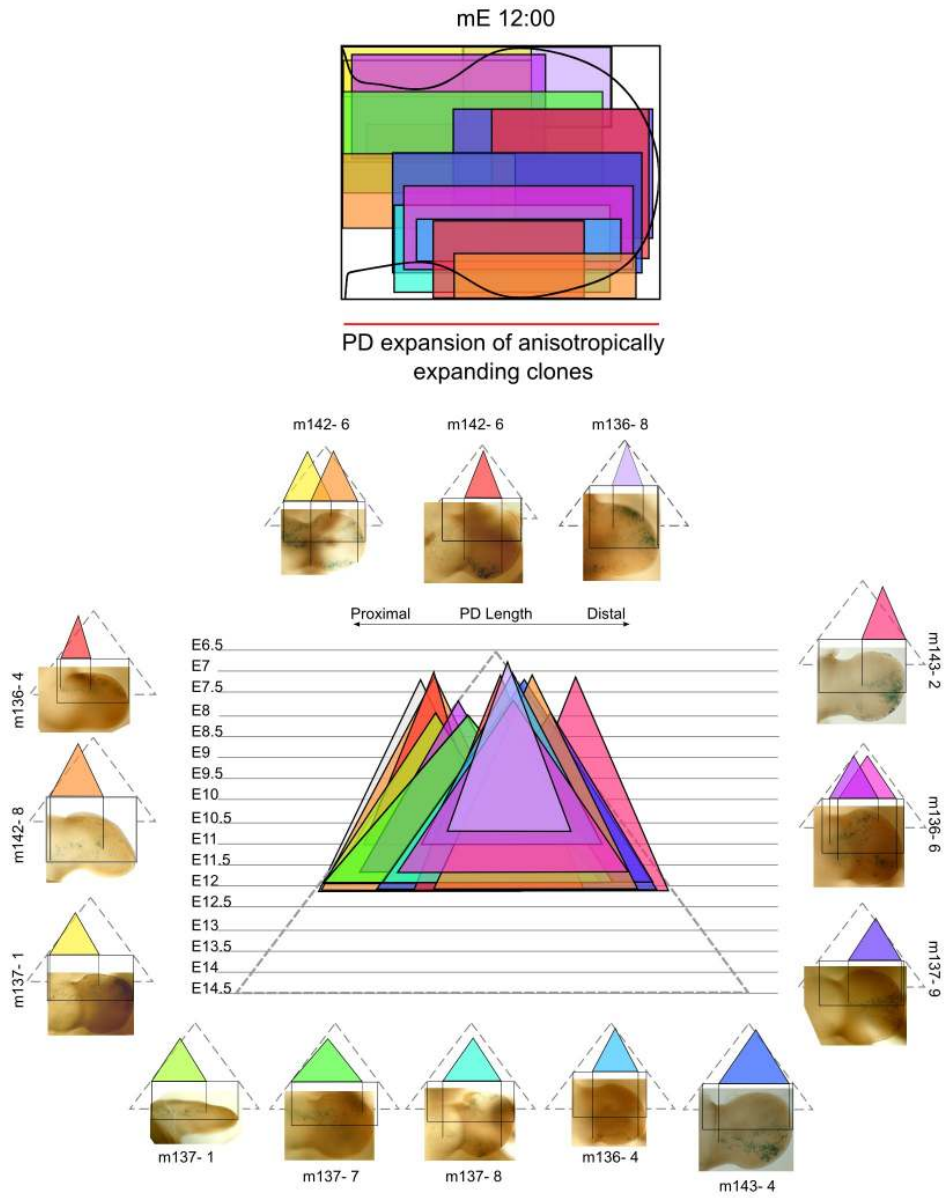 mE 12:00
PD expansion of anisotropically
expanding clones
m142- 6
m142- 6
m136- 8
Proximal
PD Length
Distal
E6.5
E7
E7.5
E8
E8.5
E9
E9.5
E10
E10.5
E11
E11.5
E12
E12.5
E13
E13.5
E14
E14.5
m136- 4
m142- 8
m137- 1
m143- 2
m136- 6
m137- 9
m137- 1
m137- 7
m137- 8
m136- 4
m143- 4